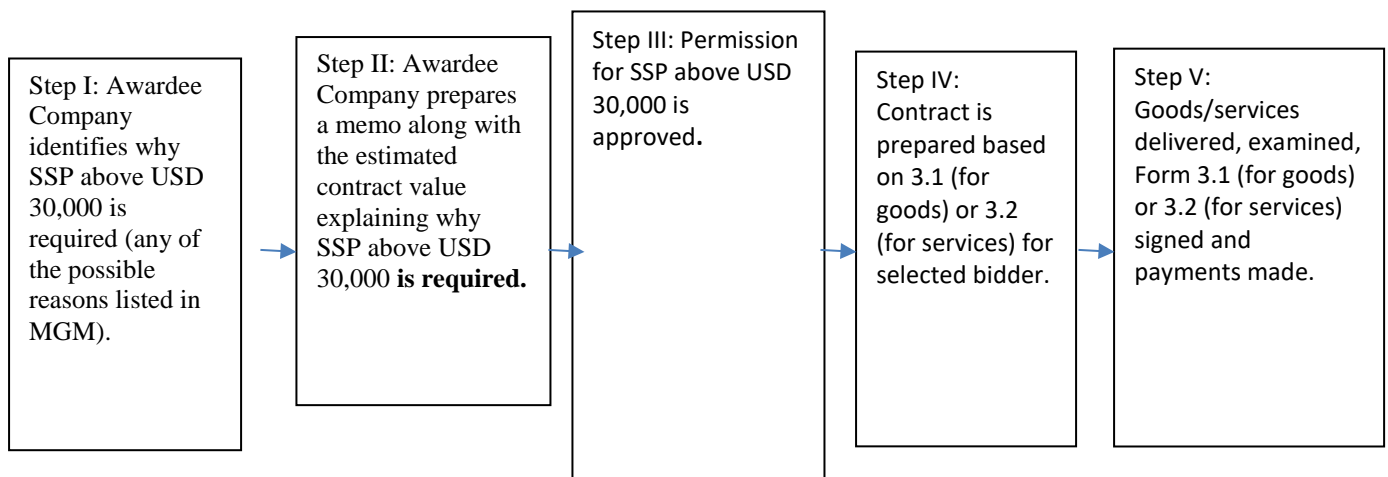 Step I: Awardee
Company
identifies why
SSP above USD
30,000 is
required (any of
the possible
reasons listed in
MGM).
Step II: Awardee
Company prepares
a memo along with
the estimated
contract value
explaining why
SSP above USD
30,000 is required.
Step III: Permission
for SSP above USD
30,000 is
approved.
Step IV:
Contract is
prepared based
on 3.1 (for
goods) or 3.2
(for services) for
selected bidder.
Step V:
Goods/services
delivered, examined,
Form 3.1 (for goods)
or 3.2 (for services)
signed and
payments made.